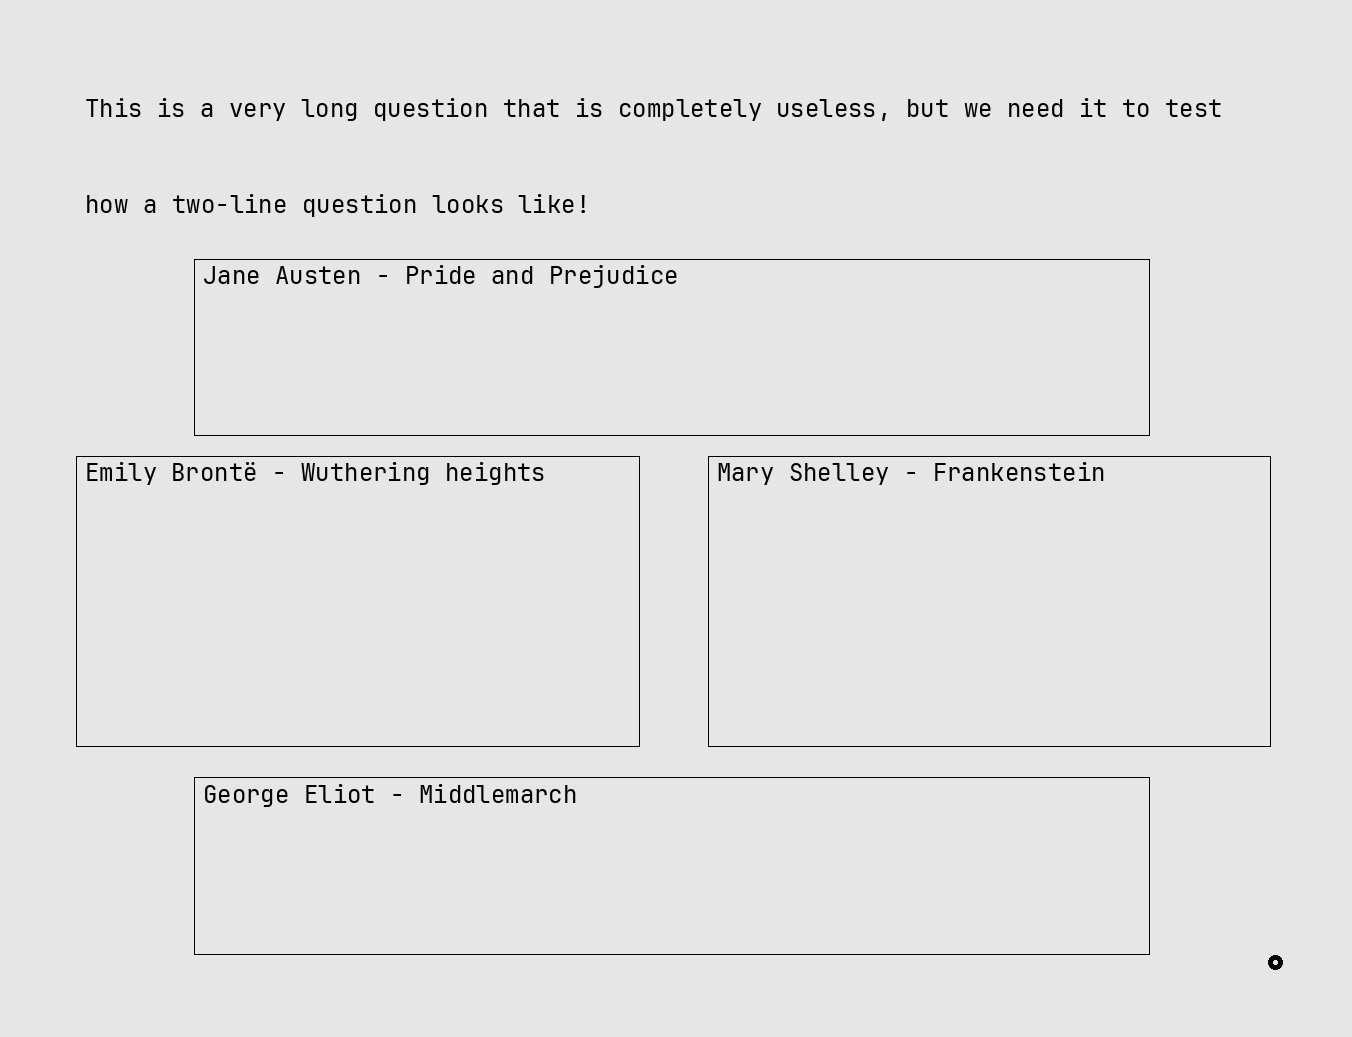 This is a very long question that is completely useless, but we need it to test
how a two-line question looks like!
Jane Austen - Pride and Prejudice
Emily Brontë - Wuthering heights
Mary Shelley - Frankenstein
George Eliot - Middlemarch